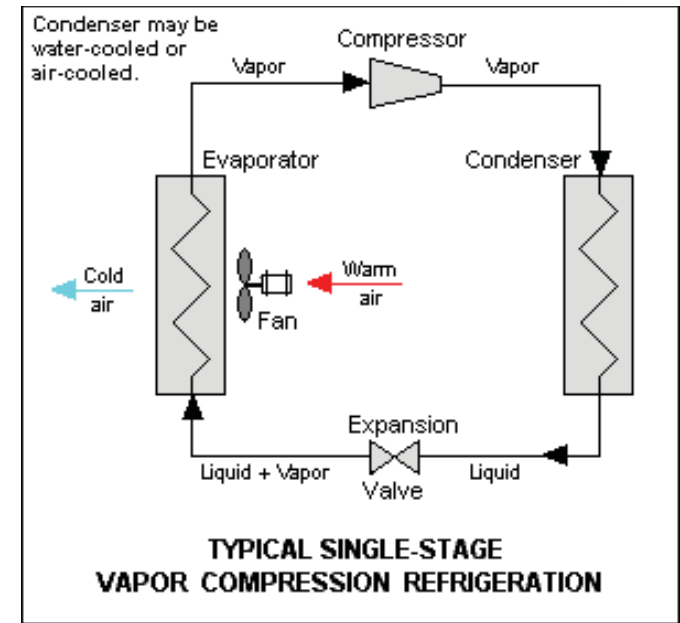 Condenser may be
water-cooled or
air-cooled.
Compressor
Vapor
Vapor
Evaporator
Condenser
Cold
air
Warm
air
Fan
Expansion
Valve
Liquid + Vapor
Liquid
TYPICAL SINGLE-STAGE
VAPOR COMPRESSION REFRIGERATION